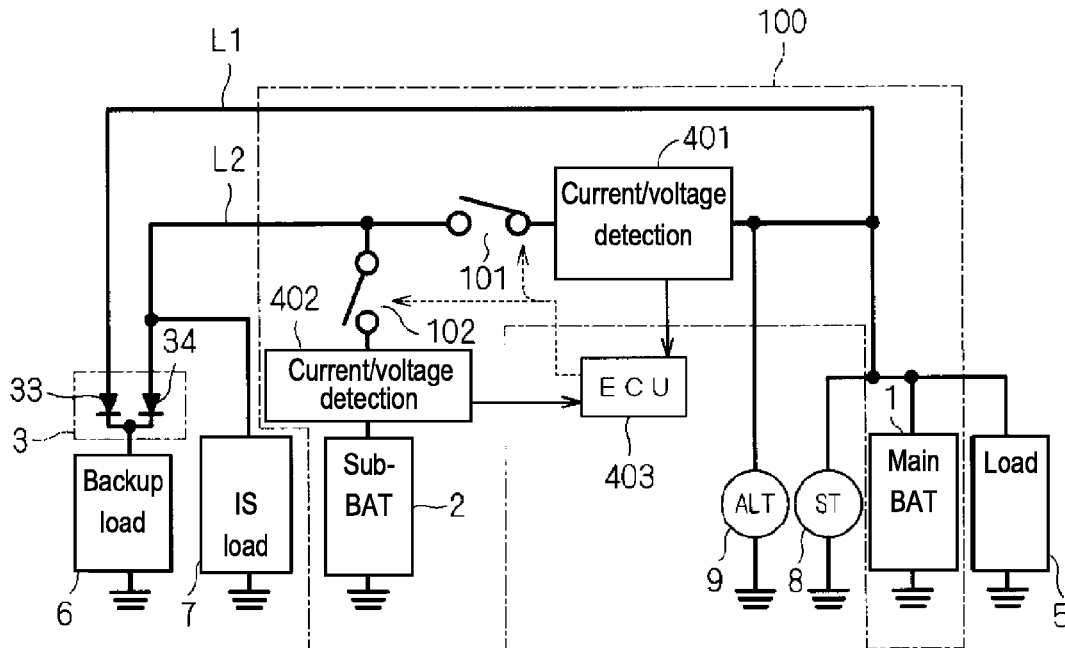 100
L1
401
L2
Current/voltage
detection
101
402
102
34
Current/voltage
detection
33
E C U
1
3
403
Backup
load
IS
load
Sub-
BAT
2
ALT
ST
Main
BAT
Load
6
7
9
8
5